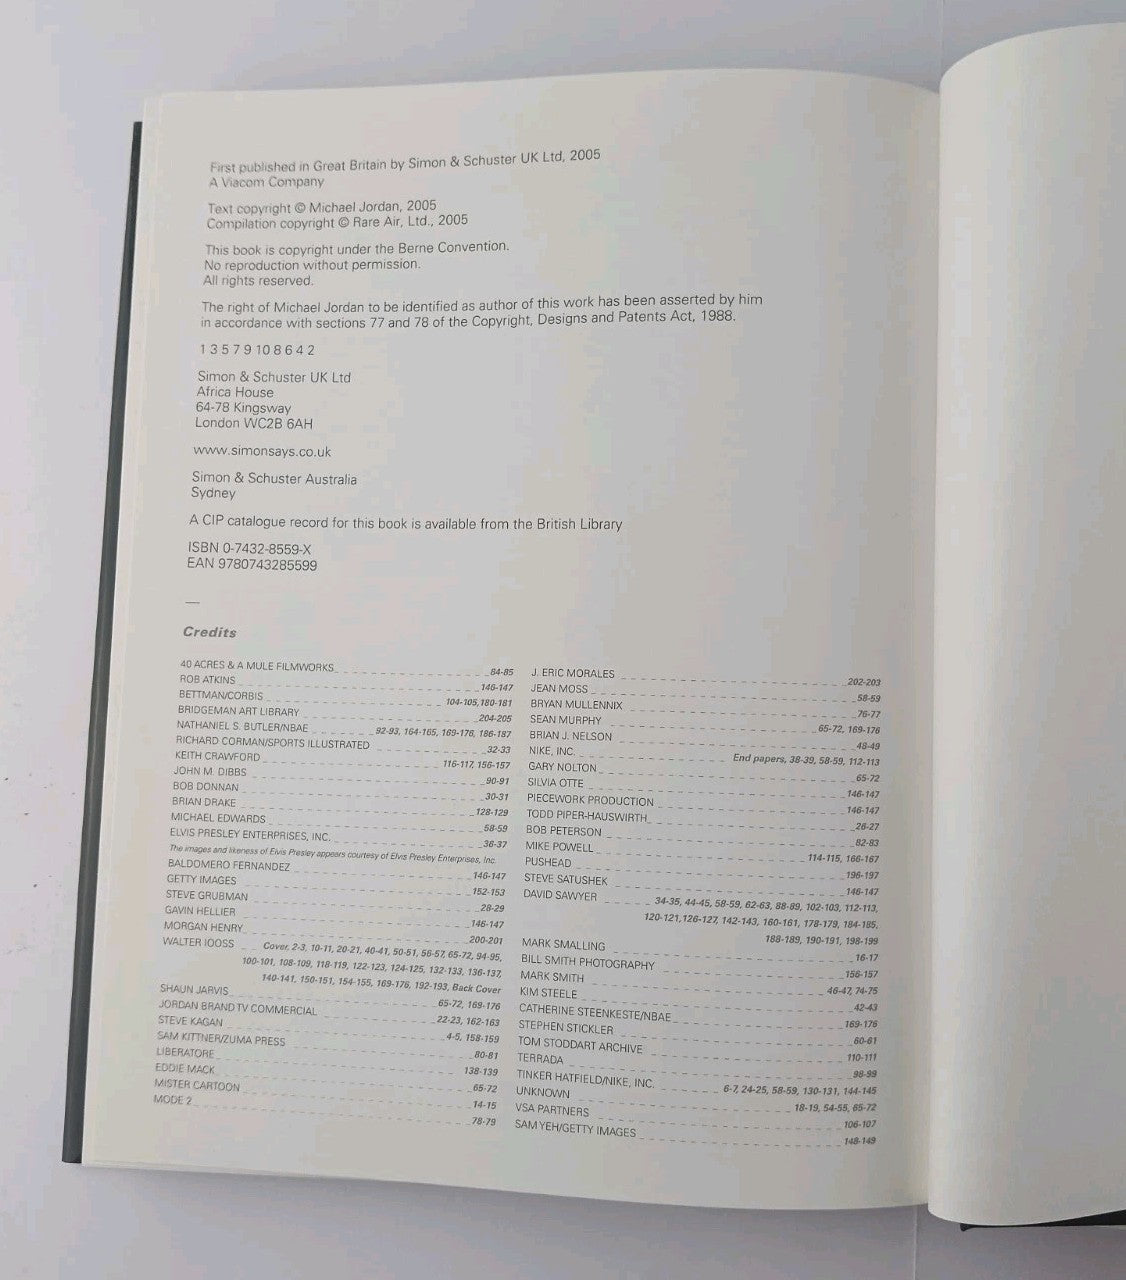 First published in Great Britain by Simon & Schuster UK Ltd, 2005
A Viacom Company
Text copyright © Michael Jordan, 2005
Compilation copyright © Rare Air, Ltd., 2005
This book is copyright under the Berne Convention.
No reproduction without permission.
All rights reserved.
The right of Michael Jordan to be identified as author of this work has been asserted by him
in accordance with sections 77 and 78 of the Copyright, Designs and Patents Act, 1988.
1 3 5 7 9 10 8 6 4 2
Simon & Schuster UK Ltd
Africa House
64-78 Kingsway
London WC2B 6AH
www.simonsays.co.uk
Simon & Schuster Australia
Sydney
A CIP catalogue record for this book is available from the British Library
ISBN 0-7432-8559-X
EAN 9780743285599
—
Credits
40 ACRES & A MULE FILMWORKS 84-85
ROB ATKINS 146-147
BETTMAN/CORBIS 104-105,180-181
BRIDGEMAN ART LIBRARY 204-205
NATHANIEL S. BUTLER/NBAE 92-93, 164-165, 169-176, 186-187
RICHARD CORMAN/SPORTS ILLUSTRATED 32-33
KEITH CRAWFORD 116-117, 156-157
JOHN M. DIBBS 90-91
BOB DONNAN 30-31
BRIAN DRAKE 128-129
MICHAEL EDWARDS 58-59
ELVIS PRESLEY ENTERPRISES, INC. 36-37
The images and likeness of Elvis Presley appears courtesy of Elvis Presley Enterprises, Inc.
BALDOMERO FERNANDEZ 146-147
GETTY IMAGES 152-153
STEVE GRUBMAN 28-29
GAVIN HELLIER 146-147
MORGAN HENRY 200-201
WALTER IOOSS Cover, 2-3, 10-11, 20-21, 40-41, 50-51, 56-57, 65-72, 94-95,
100-101, 108-109, 118-119, 122-123, 124-125, 132-133, 136-137,
140-141, 150-151, 154-155, 169-176, 192-193, Back Cover
SHAUN JARVIS 65-72, 169-176
JORDAN BRAND TV COMMERCIAL 22-23, 162-163
STEVE KAGAN 4-5, 158-159
SAM KITTNER/ZUMA PRESS 80-81
LIBERATORE 138-139
EDDIE MACK 65-72
MISTER CARTOON 14-15
MODE 2 78-79
J. ERIC MORALES 202-203
JEAN MOSS 58-59
BRYAN MULLENNIX 76-77
SEAN MURPHY 65-72, 169-176
BRIAN J. NELSON 48-49
NIKE, INC. End papers, 38-39, 58-59, 112-113
GARY NOLTON 65-72
SILVIA OTTE 146-147
PIECEWORK PRODUCTION 146-147
TODD PIPER-HAUSWIRTH 26-27
BOB PETERSON 82-83
MIKE POWELL 114-115, 166-167
PUSHEAD 196-197
STEVE SATUSHEK 146-147
DAVID SAWYER 34-35, 44-45, 58-59, 62-63, 88-89, 102-103, 112-113,
120-121,126-127, 142-143, 160-161, 178-179, 184-185,
188-189, 190-191, 198-199
MARK SMALLING 16-17
BILL SMITH PHOTOGRAPHY 156-157
MARK SMITH 46-47, 74-75
KIM STEELE 42-43
CATHERINE STEENKESTE/NBAE 169-176
STEPHEN STICKLER 60-61
TOM STODDART ARCHIVE 110-111
TERRADA 98-99
TINKER HATFIELD/NIKE, INC. 6-7, 24-25, 58-59, 130-131, 144-145
UNKNOWN 18-19, 54-55, 65-72
VSA PARTNERS 106-107
SAM YEH/GETTY IMAGES 148-149